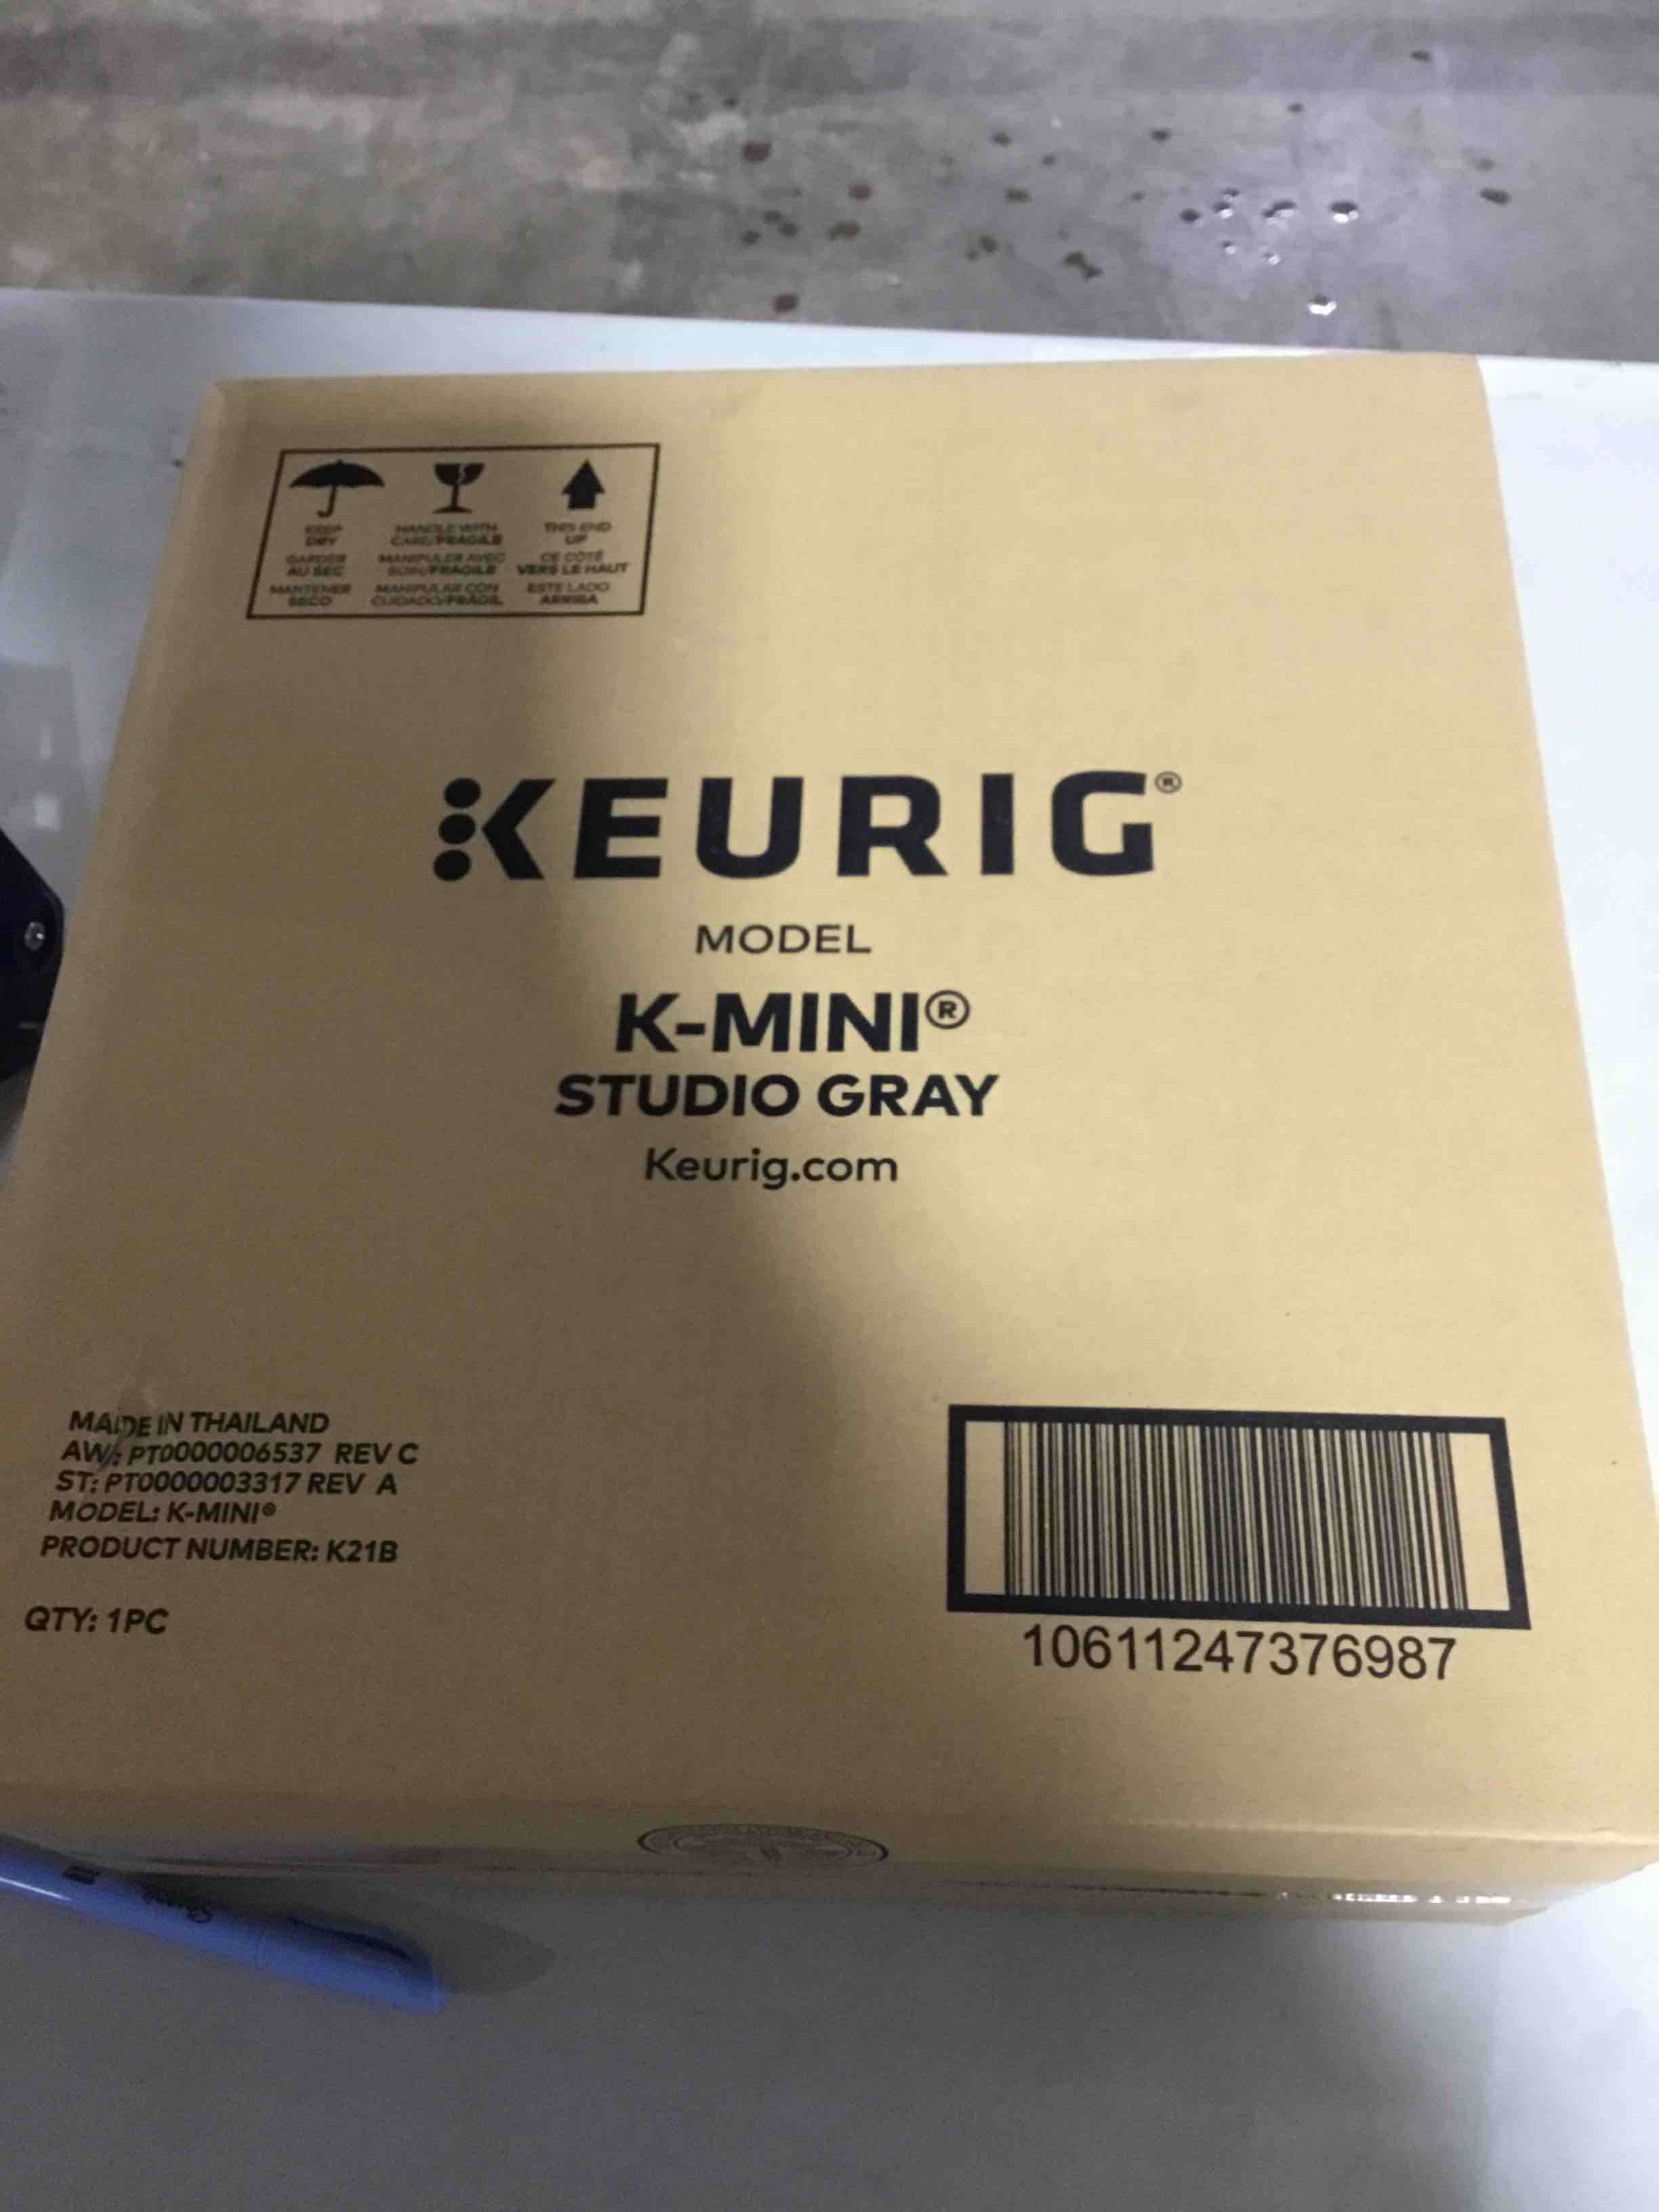 KEEP DRY
GARDER AU SEC
MANTENER SECO
HANDLE WITH CARE/FRAGILE
MANIPULER AVEC SOIN/FRAGILE
MANIPULAR CON CUIDADO/FRÁGIL
THIS END UP
CE CÔTÉ VERS LE HAUT
ESTE LADO ARRIBA
KEURIG®
MODEL
K-MINI®
STUDIO GRAY
Keurig.com
MADE IN THAILAND
AW: PT0000006537 REV C
ST: PT0000003317 REV A
MODEL: K-MINI®
PRODUCT NUMBER: K21B
QTY: 1PC
10611247376987